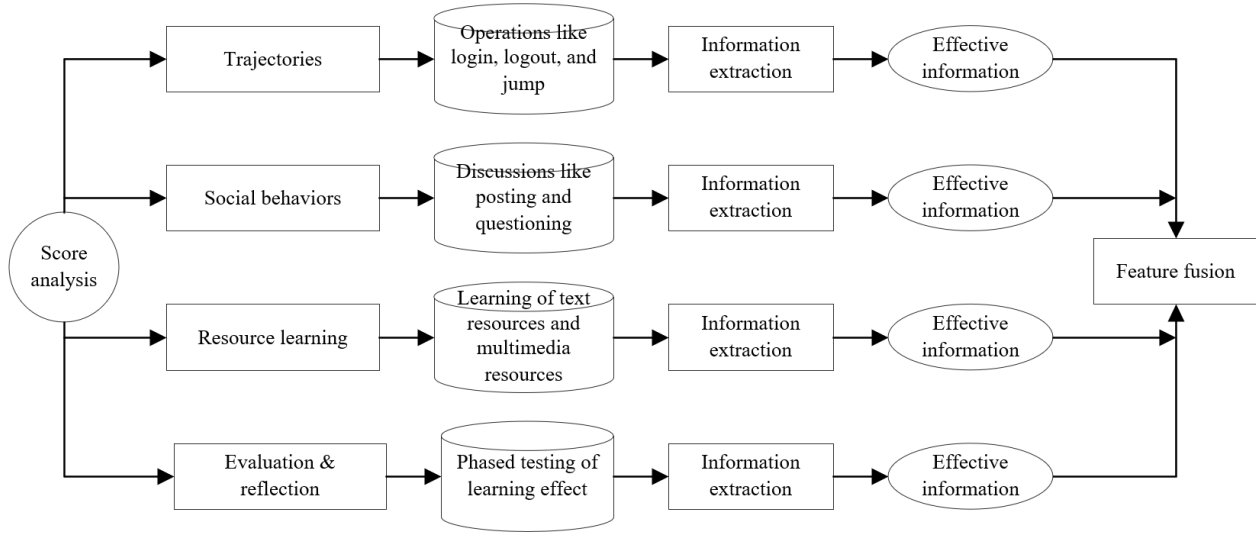 Trajectories
Operations like
login, logout, and
jump
Information
extraction
Effective
information
Social behaviors
Discussions like
posting and
questioning
Information
extraction
Effective
information
Score
analysis
Feature fusion
Resource learning
Learning of text
resources and
multimedia
resources
Information
extraction
Effective
information
Evaluation &
reflection
Phased testing of
learning effect
Information
extraction
Effective
information